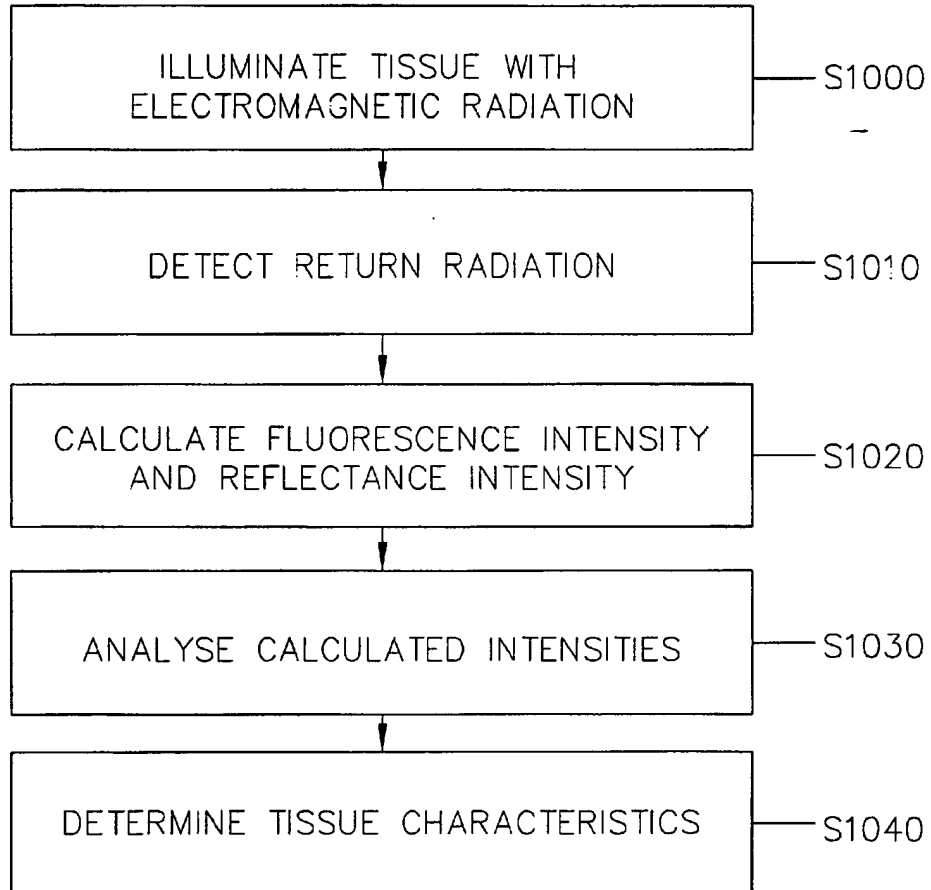 ILLUMINATE TISSUE WITH
ELECTROMAGNETIC RADIATION
S1000
DETECT RETURN RADIATION
S1010
CALCULATE FLUORESCENCE INTENSITY
AND REFLECTANCE INTENSITY
S1020
ANALYSE CALCULATED INTENSITIES
S1030
DETERMINE TISSUE CHARACTERISTICS
S1040